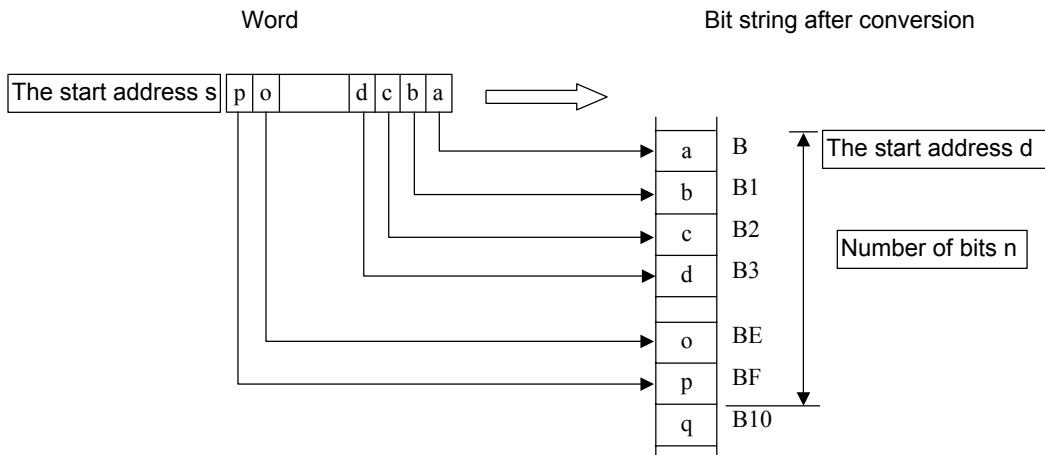 Word
Bit string after conversion
The start address s
p o d c b a
a B
The start address d
b B1
c B2
Number of bits n
d B3
o BE
p BF
q B10